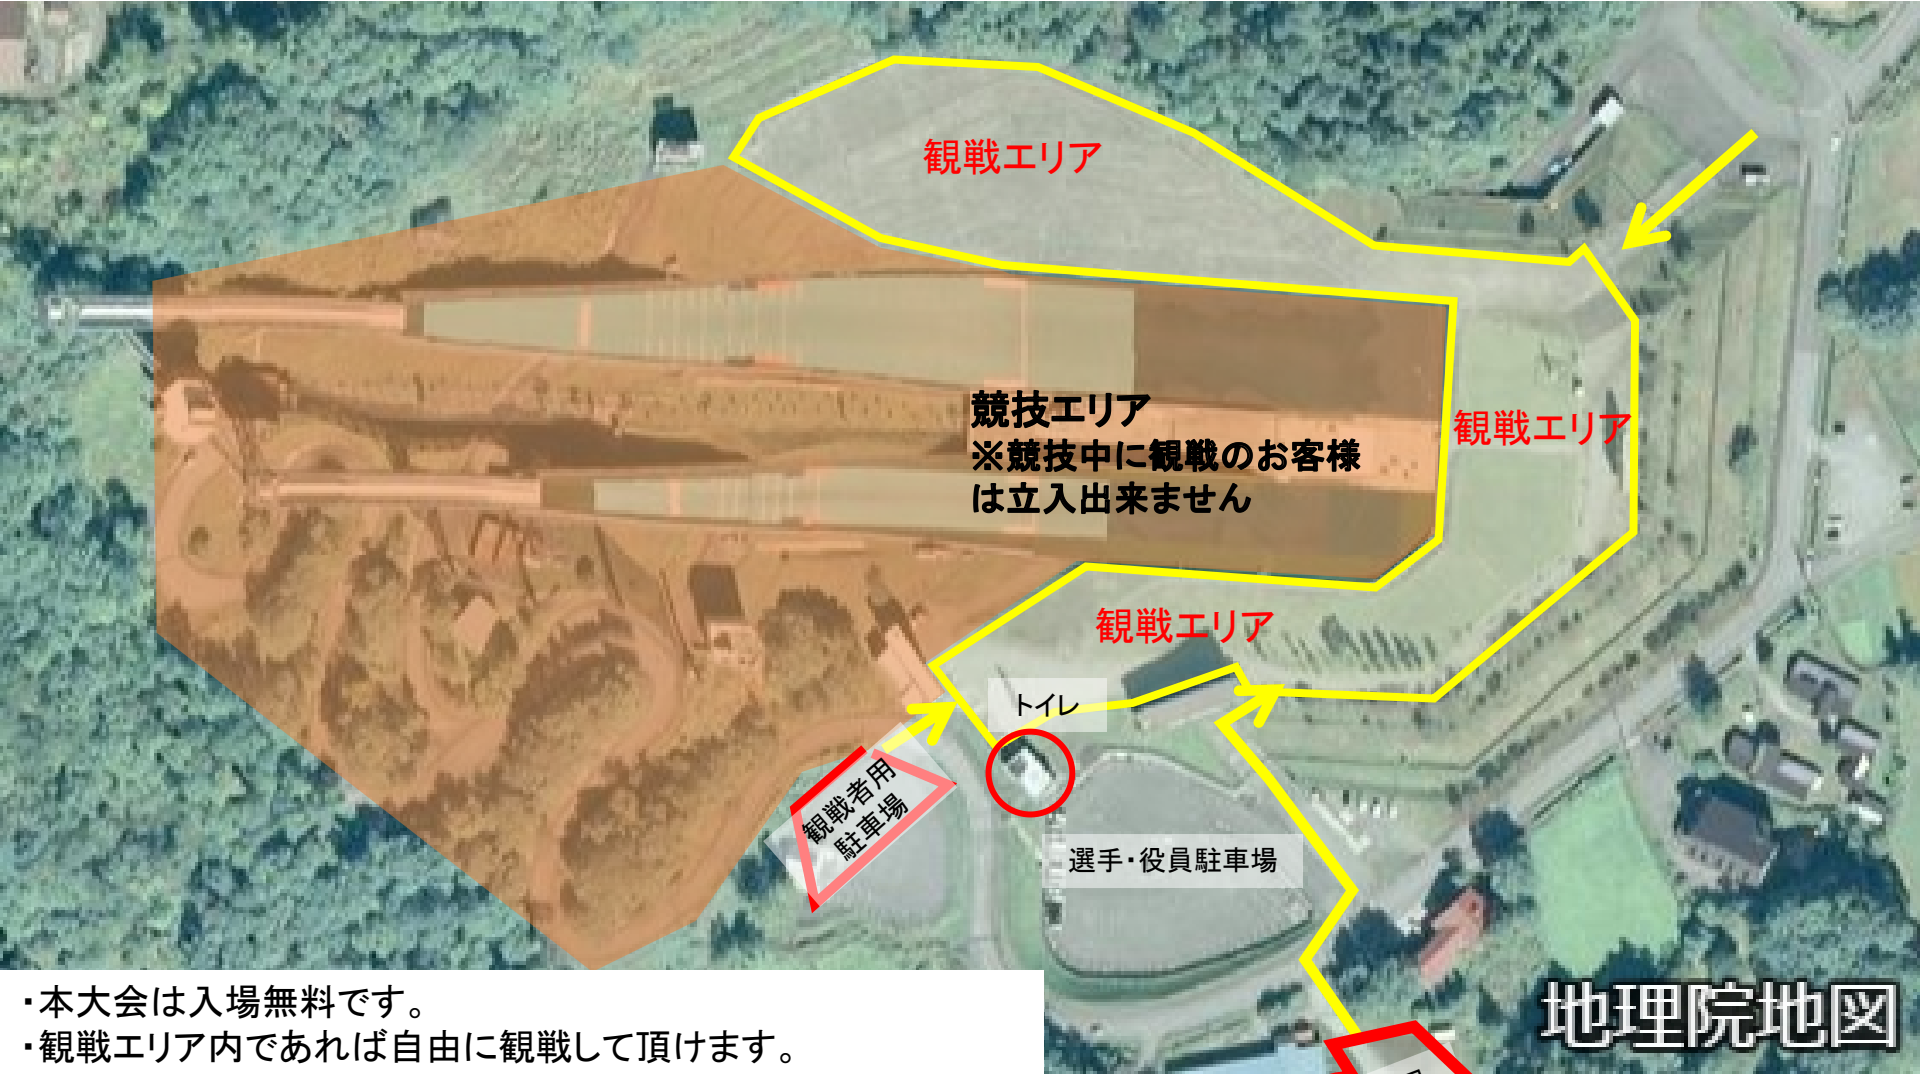 観戦エリア
競技エリア
※競技中に観戦のお客様
は立入出来ません
観戦エリア
観戦エリア
トイレ
観戦者用
駐車場
選手・役員駐車場
・本大会は入場無料です。
・観戦エリア内であれば自由に観戦して頂けます。
地理院地図